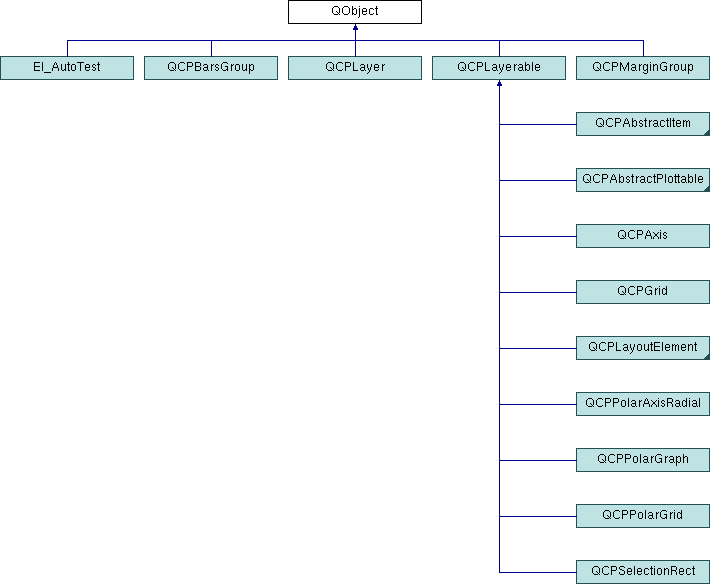 QObject
EI_AutoTest
QCPBarsGroup
QCPLayer
QCPLayerable
QCPMarginGroup
QCPAbstractItem
QCPAbstractPlottable
QCPAxis
QCPGrid
QCPLayoutElement
QCPPolarAxisRadial
QCPPolarGraph
QCPPolarGrid
QCPSelectionRect